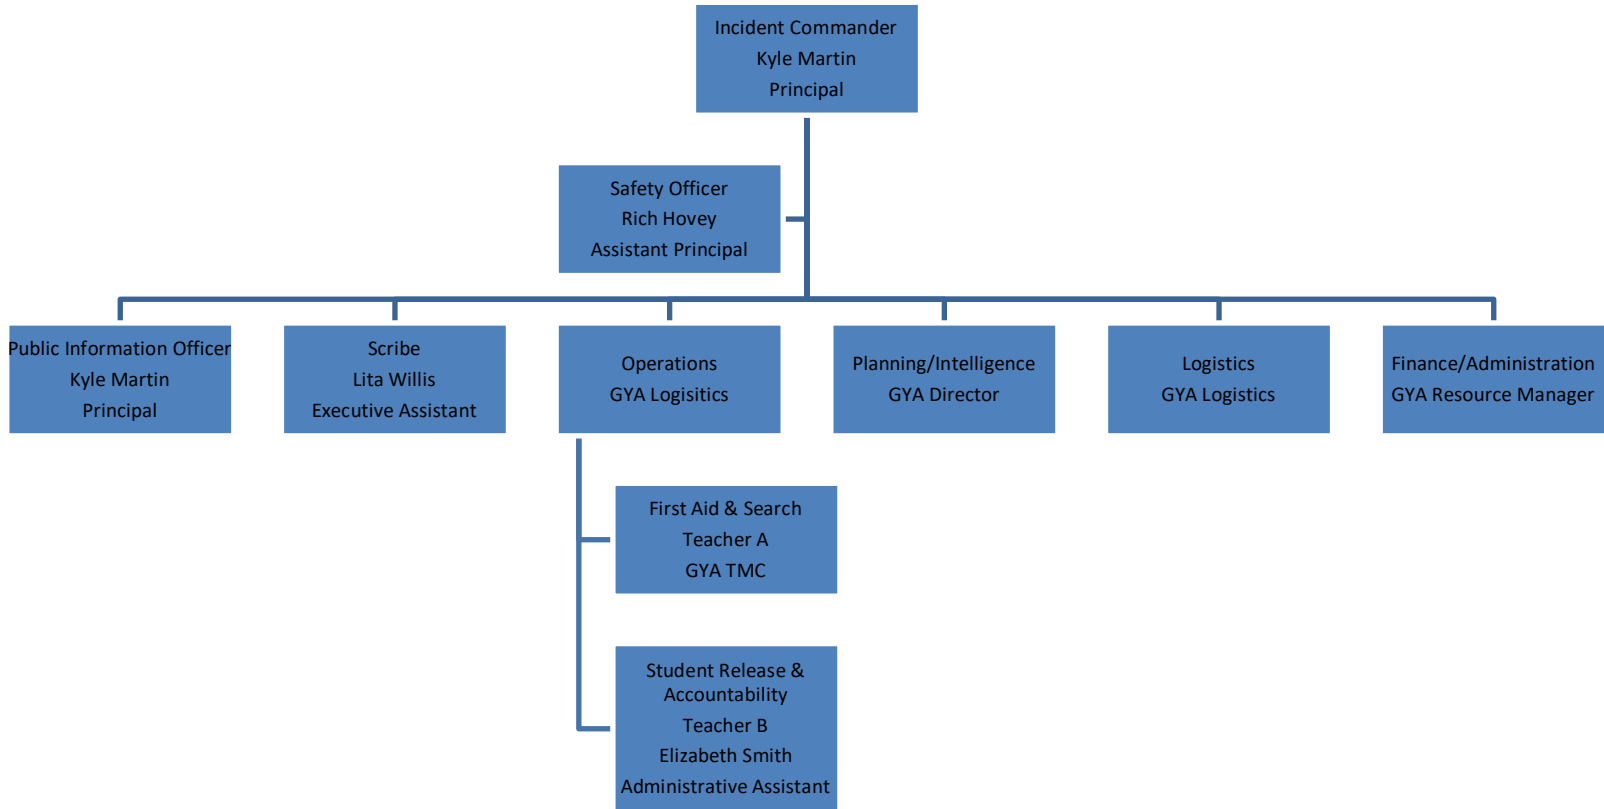 Incident Commander
Kyle Martin
Principal
Safety Officer
Rich Hovey
Assistant Principal
Public Information Officer
Kyle Martin
Principal
Scribe
Lita Willis
Executive Assistant
Operations
GYA Logisitics
Planning/Intelligence
GYA Director
Logistics
GYA Logistics
Finance/Administration
GYA Resource Manager
First Aid & Search
Teacher A
GYA TMC
Student Release &
Accountability
Teacher B
Elizabeth Smith
Administrative Assistant